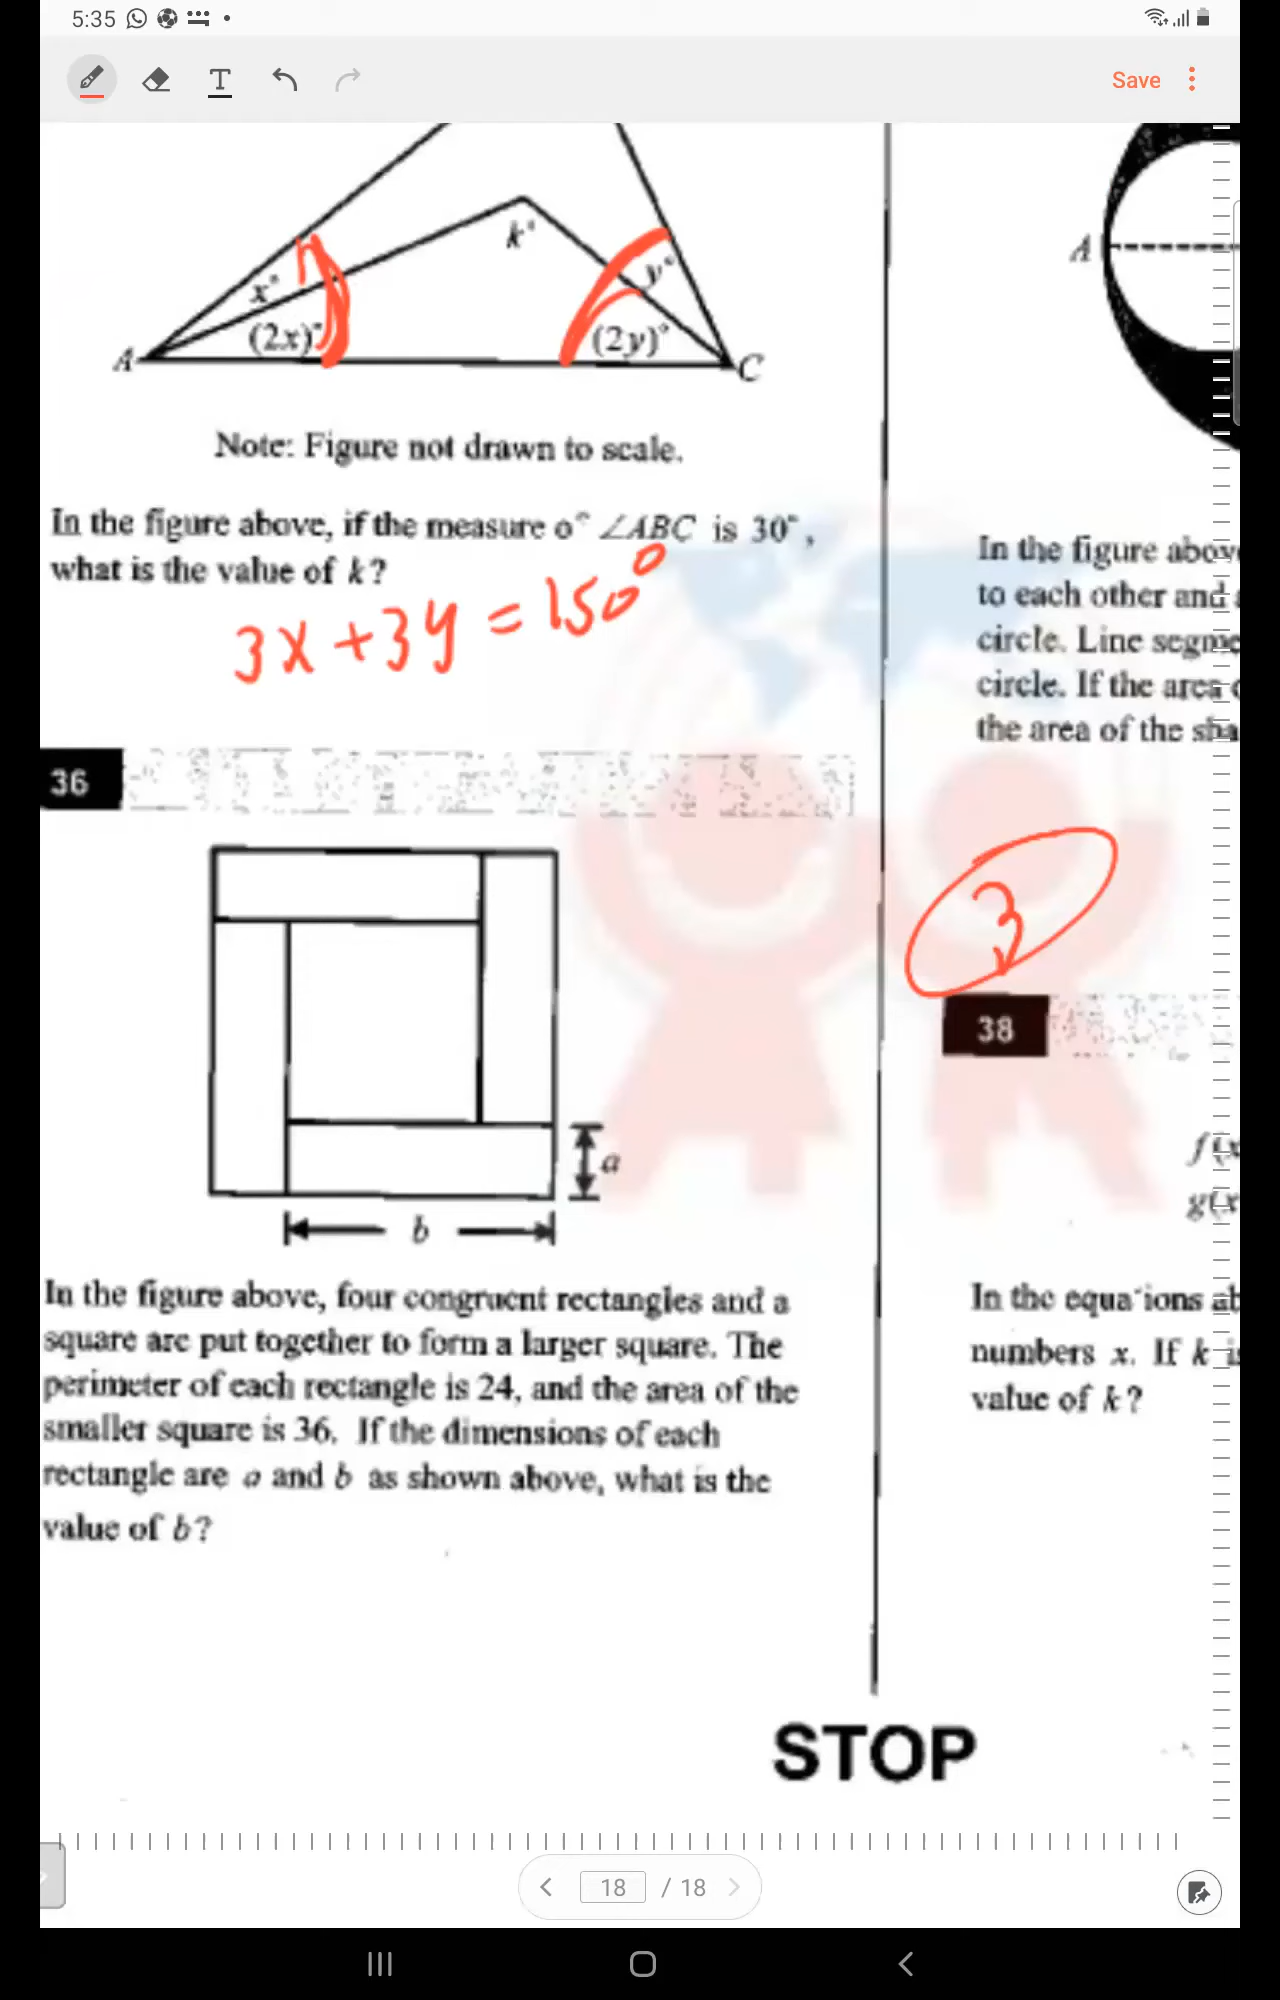 5:35
T
Save
k°
x°
y°
(2x)°
(2y)°
A
C
A
Note: Figure not drawn to scale.
In the figure above, if the measure o ∠ABC is 30°,
what is the value of k?
3x + 3y = 150°
36
a
b
In the figure above, four congruent rectangles and a
square are put together to form a larger square. The
perimeter of each rectangle is 24, and the area of the
smaller square is 36. If the dimensions of each
rectangle are a and b as shown above, what is the
value of b?
In the figure abov
to each other and
circle. Line segme
circle. If the area
the area of the sha
3
38
f(x
g(x
In the equa ions ab
numbers x. If k is
value of k?
STOP
18 / 18